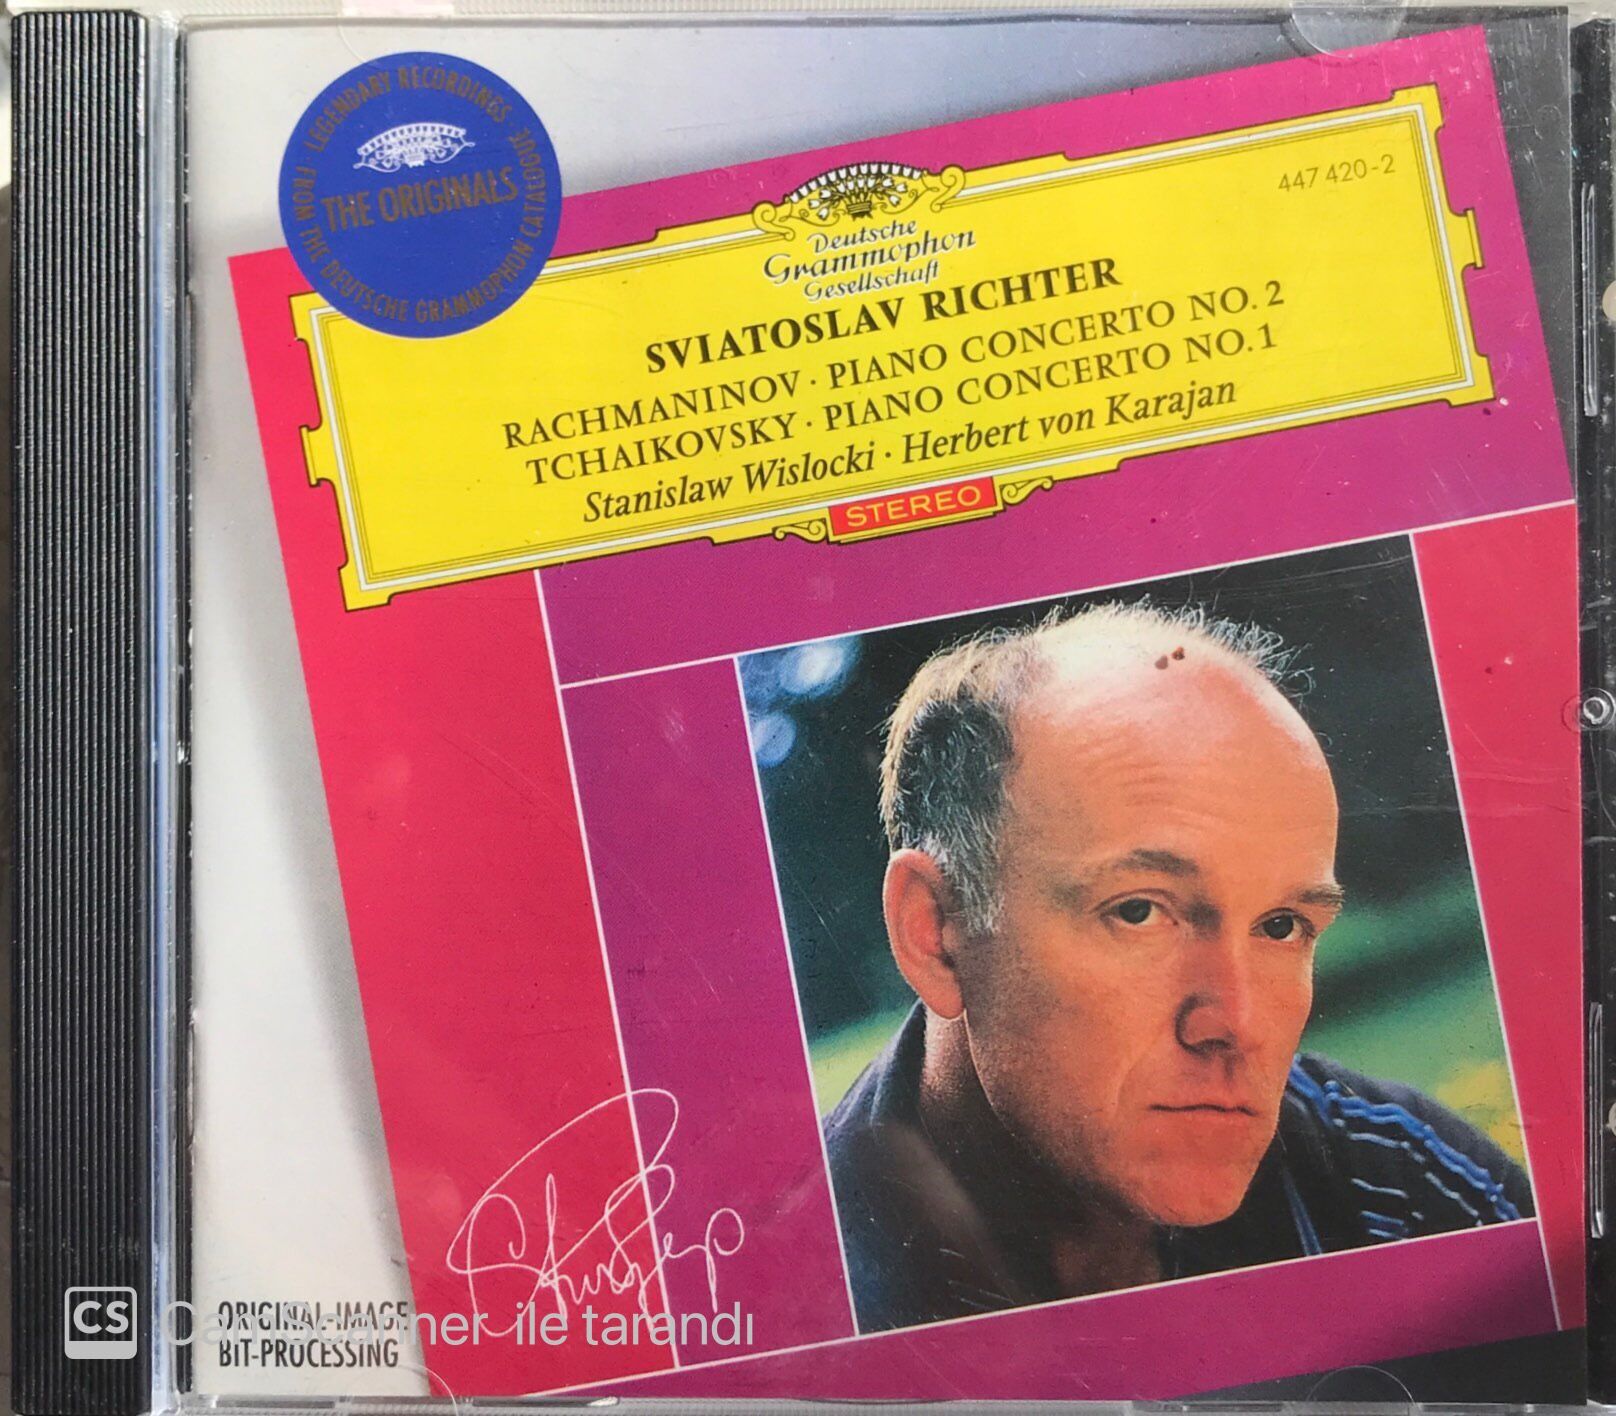 LEGENDARY RECORDINGS · FROM THE DEUTSCHE GRAMMOPHON CATALOGUE ·
THE ORIGINALS
447 420-2
Deutsche
Grammophon
Gesellschaft
SVIATOSLAV RICHTER
RACHMANINOV · PIANO CONCERTO NO. 2
TCHAIKOVSKY · PIANO CONCERTO NO. 1
Stanislaw Wislocki · Herbert von Karajan
STEREO
ORIGINAL-IMAGE
BIT-PROCESSING
CS CamScanner ile tarandı